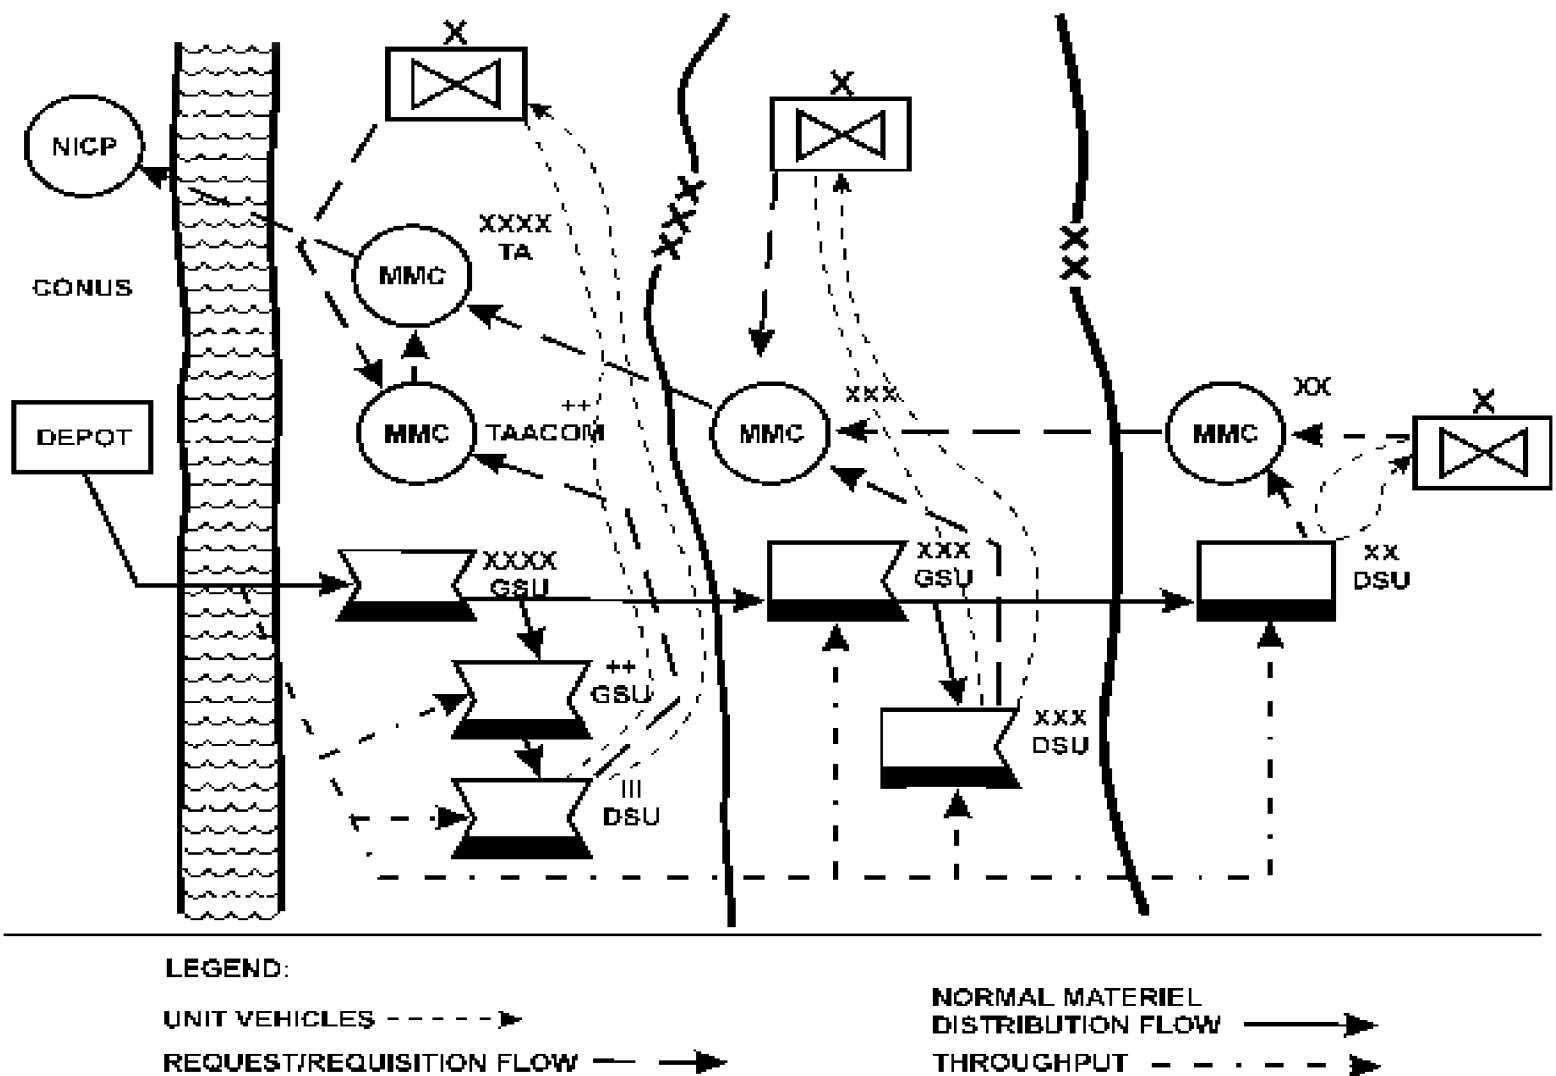 X
X
NICP
XXX
XXXX
TA
MMC
XX
CONUS
XX
X
++
XXX
DEPOT
MMC
TAACOM
MMC
MMC
XXXX
GSU
XXX
GSU
XX
DSU
++
GSU
XXX
DSU
III
DSU
LEGEND:
UNIT VEHICLES
REQUEST/REQUISITION FLOW
NORMAL MATERIEL
DISTRIBUTION FLOW
THROUGHPUT